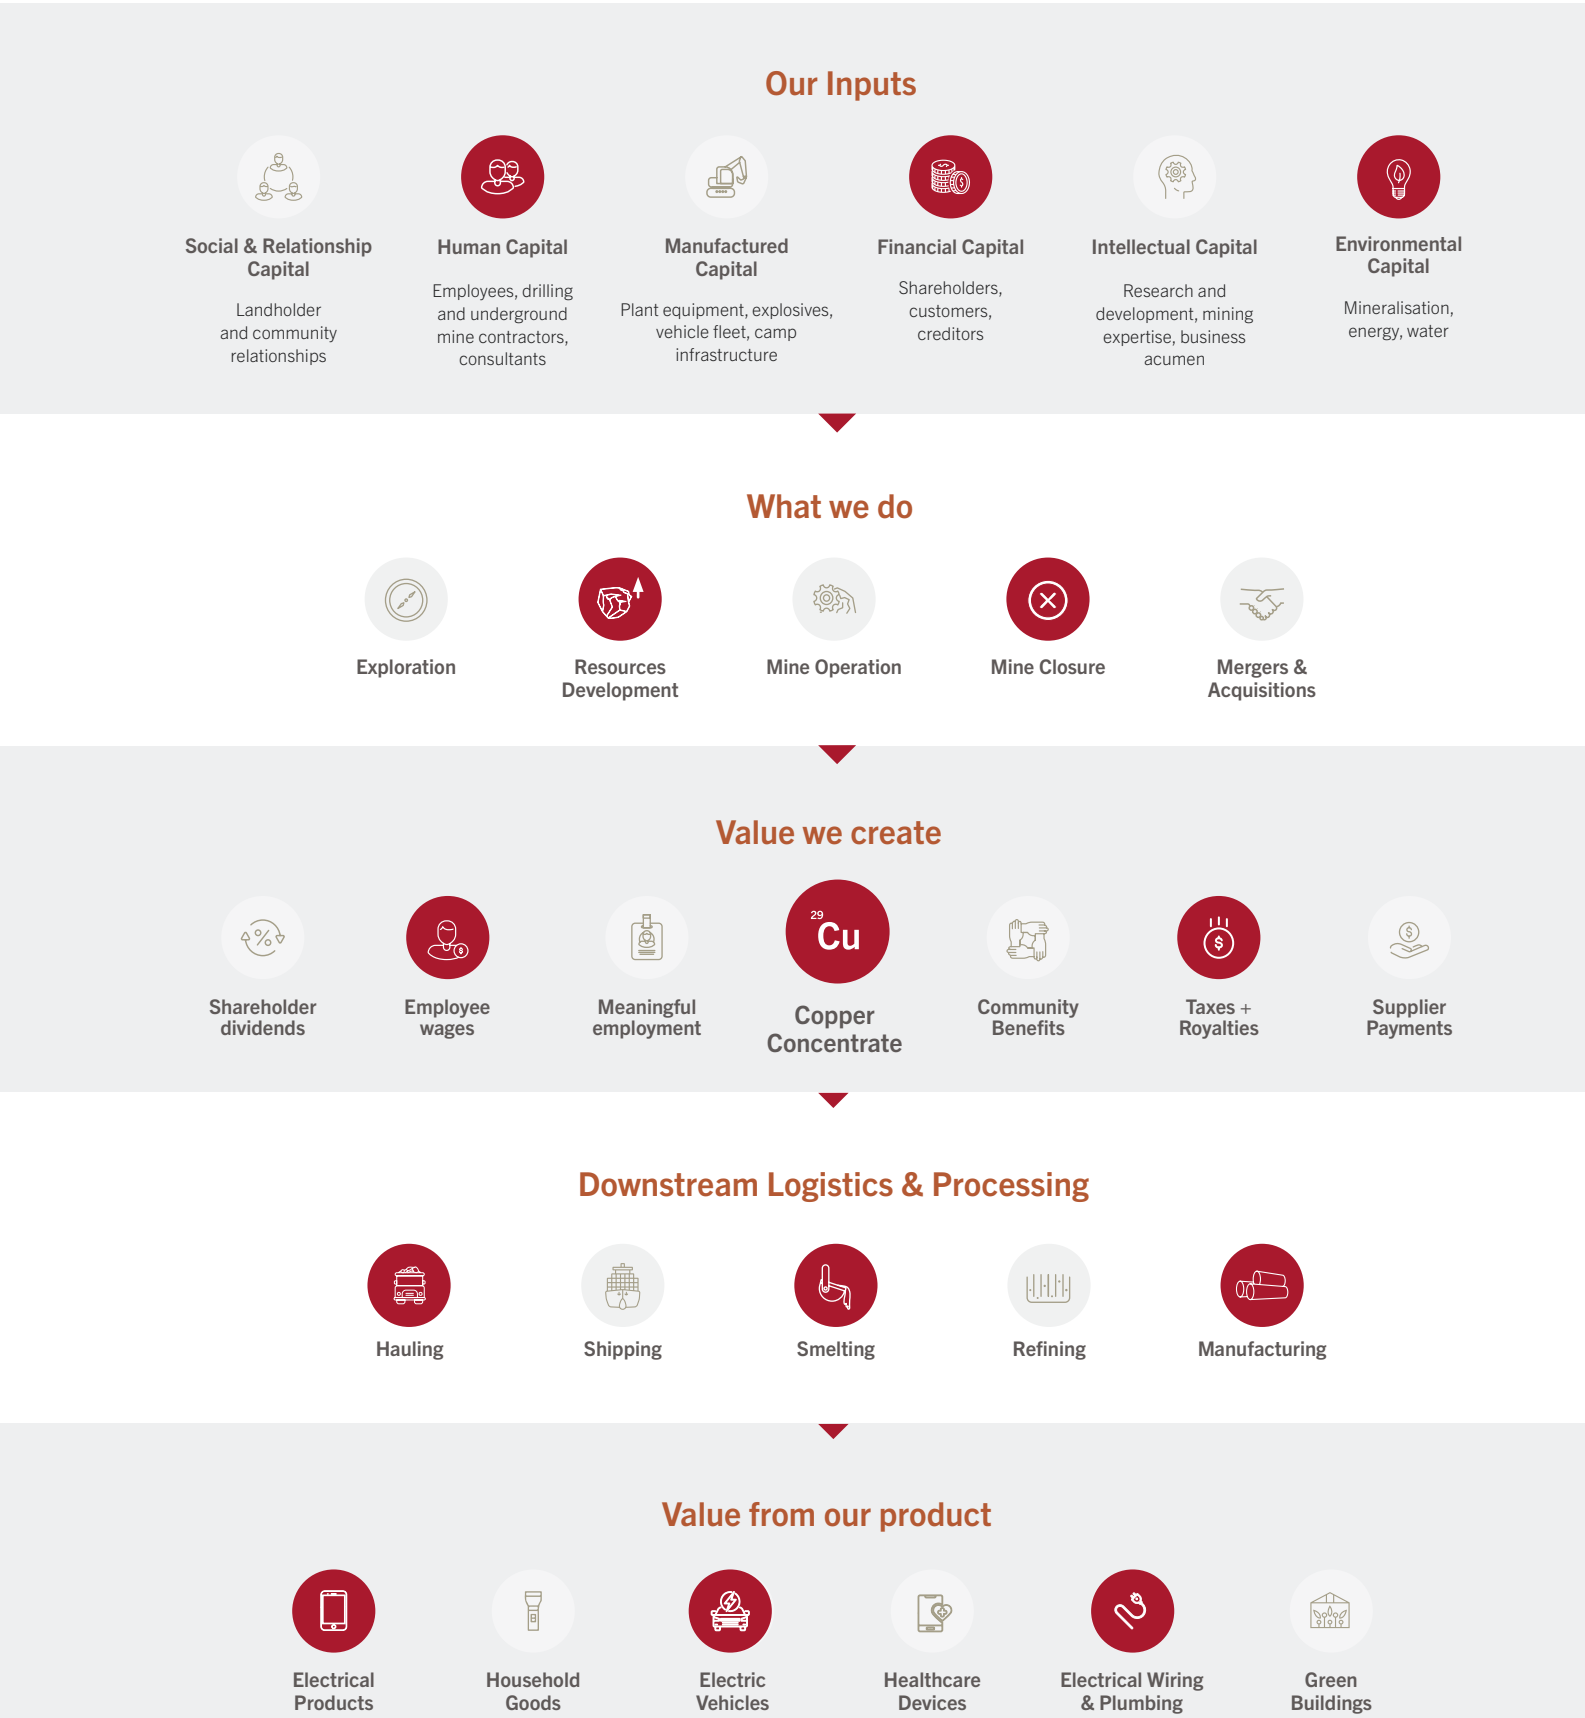 Our Inputs
Social & Relationship
Capital
Landholder
and community
relationships
Human Capital
Employees, drilling
and underground
mine contractors,
consultants
Manufactured
Capital
Plant equipment, explosives,
vehicle fleet, camp
infrastructure
Financial Capital
Shareholders,
customers,
creditors
Intellectual Capital
Research and
development, mining
expertise, business
acumen
Environmental
Capital
Mineralisation,
energy, water
What we do
Exploration
Resources
Development
Mine Operation
Mine Closure
Mergers &
Acquisitions
Value we create
Shareholder
dividends
Employee
wages
Meaningful
employment
29
Cu
Copper
Concentrate
Community
Benefits
Taxes +
Royalties
Supplier
Payments
Downstream Logistics & Processing
Hauling
Shipping
Smelting
Refining
Manufacturing
Value from our product
Electrical
Products
Household
Goods
Electric
Vehicles
Healthcare
Devices
Electrical Wiring
& Plumbing
Green
Buildings